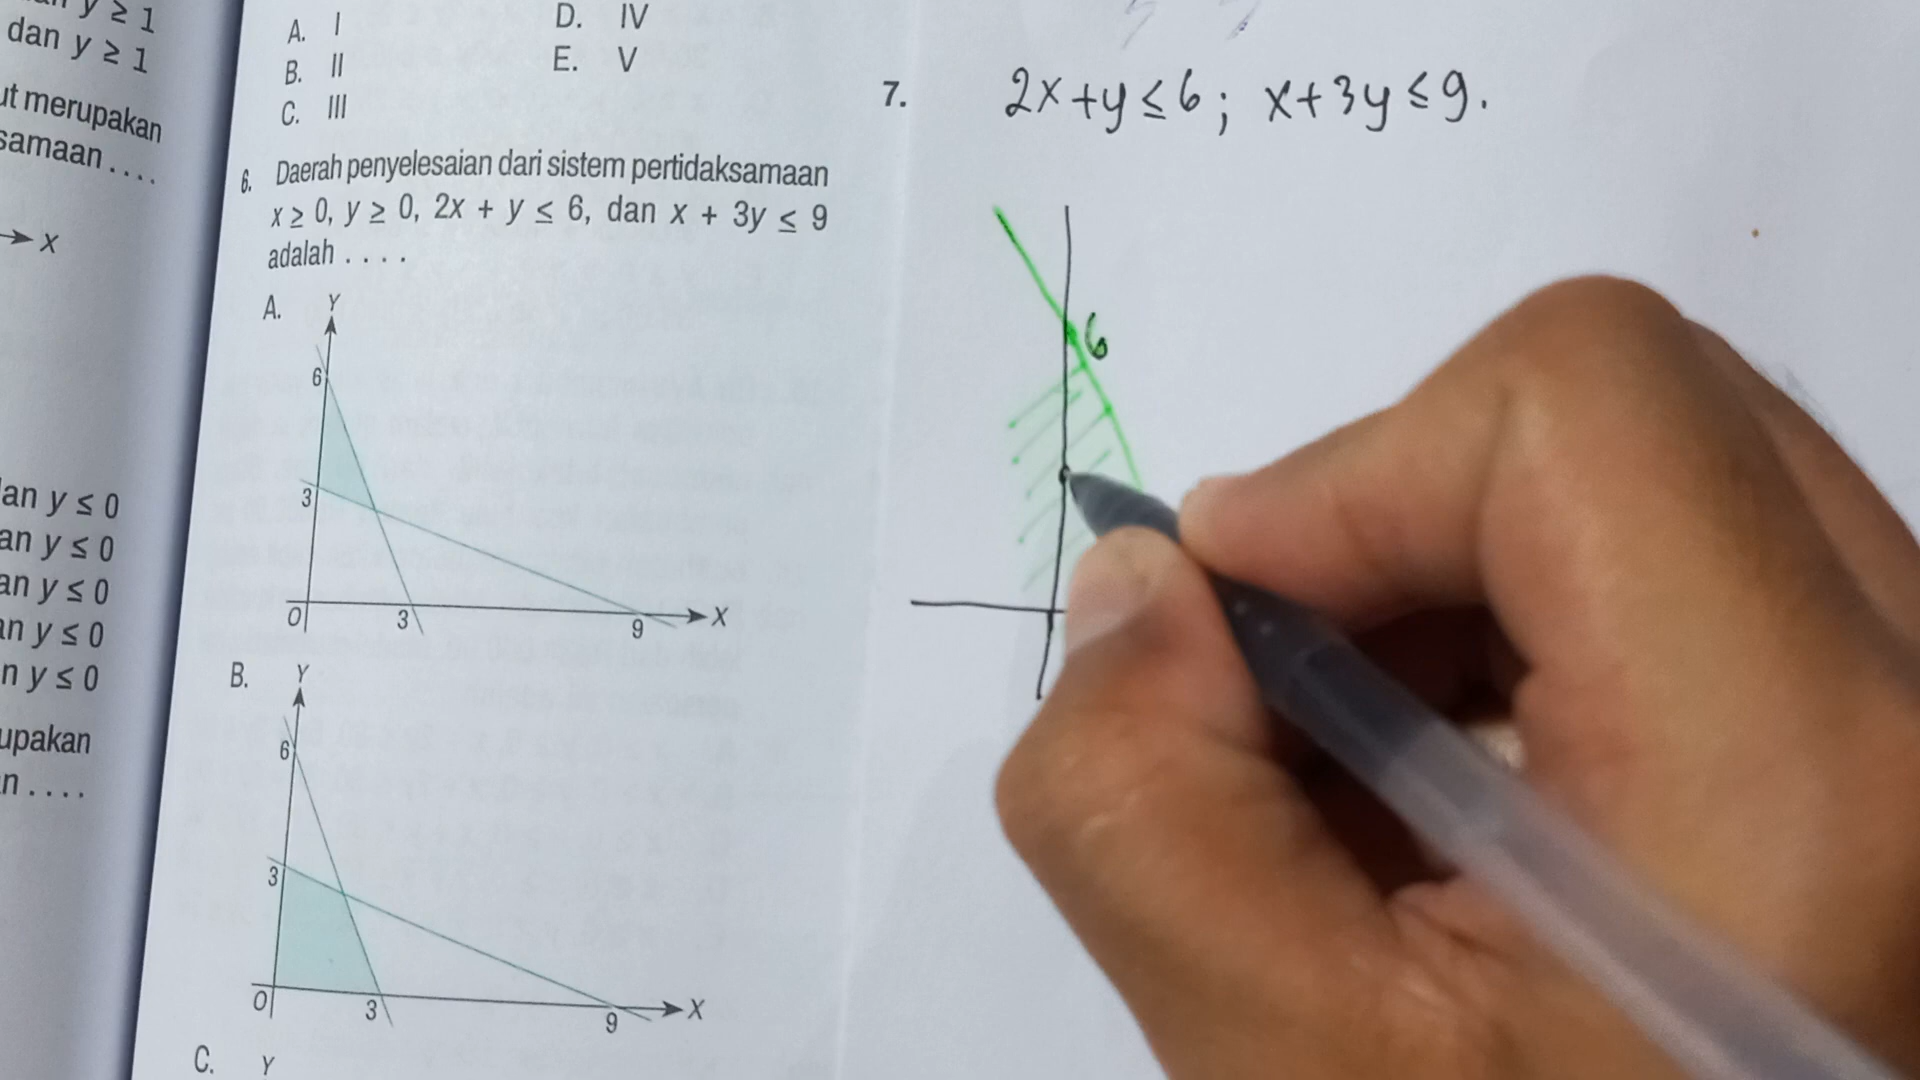 y ≥ 1
dan y ≥ 1
ut merupakan
samaan . . . .
X
an y ≤ 0
an y ≤ 0
an y ≤ 0
an y ≤ 0
n y ≤ 0
upakan
n . . . .
A. I
B. II
C. III
D. IV
E. V
6. Daerah penyelesaian dari sistem pertidaksamaan
x ≥ 0, y ≥ 0, 2x + y ≤ 6, dan x + 3y ≤ 9
adalah . . . .
A.
Y
6
3
0
3
9
X
B.
Y
6
3
0
3
9
X
C.
Y
7.
2x+y≤6; x+3y≤9.
6